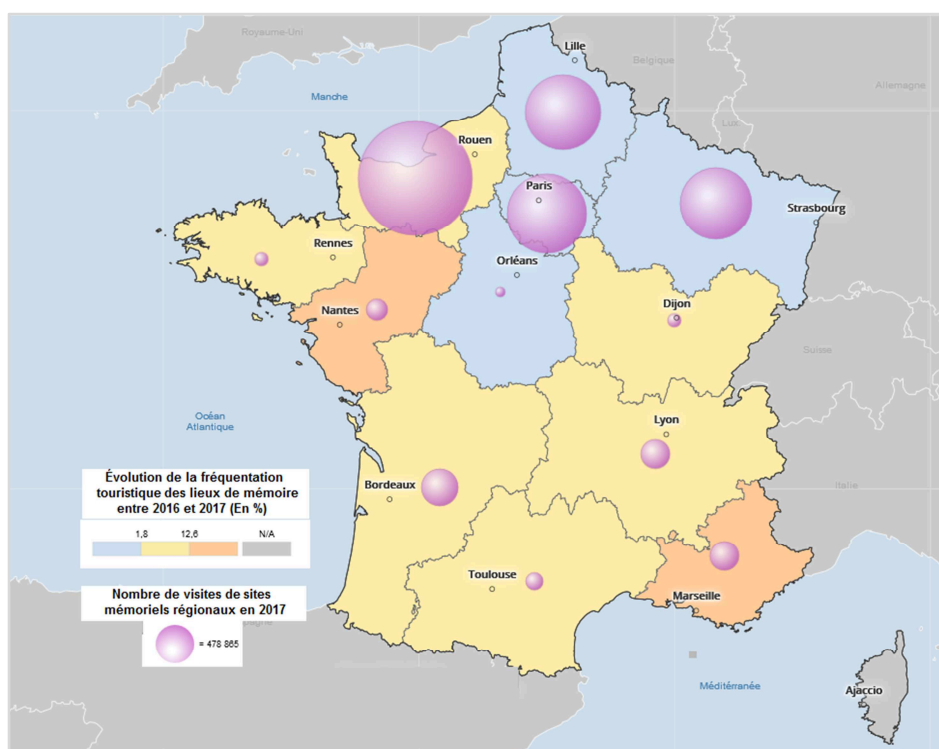 Royaume-Uni
Lille
Belgique
Allemagne
Manche
Lux
Rouen
Paris
Strasbourg
Rennes
Orléans
Nantes
Dijon
Suisse
Océan
Atlantique
Lyon
Bordeaux
Italie
Évolution de la fréquentation
touristique des lieux de mémoire
entre 2016 et 2017 (En %)
1,8 12,6 N/A
Toulouse
Marseille
Nombre de visites de sites
mémoriels régionaux en 2017
= 478 865
Méditerranée
Ajaccio